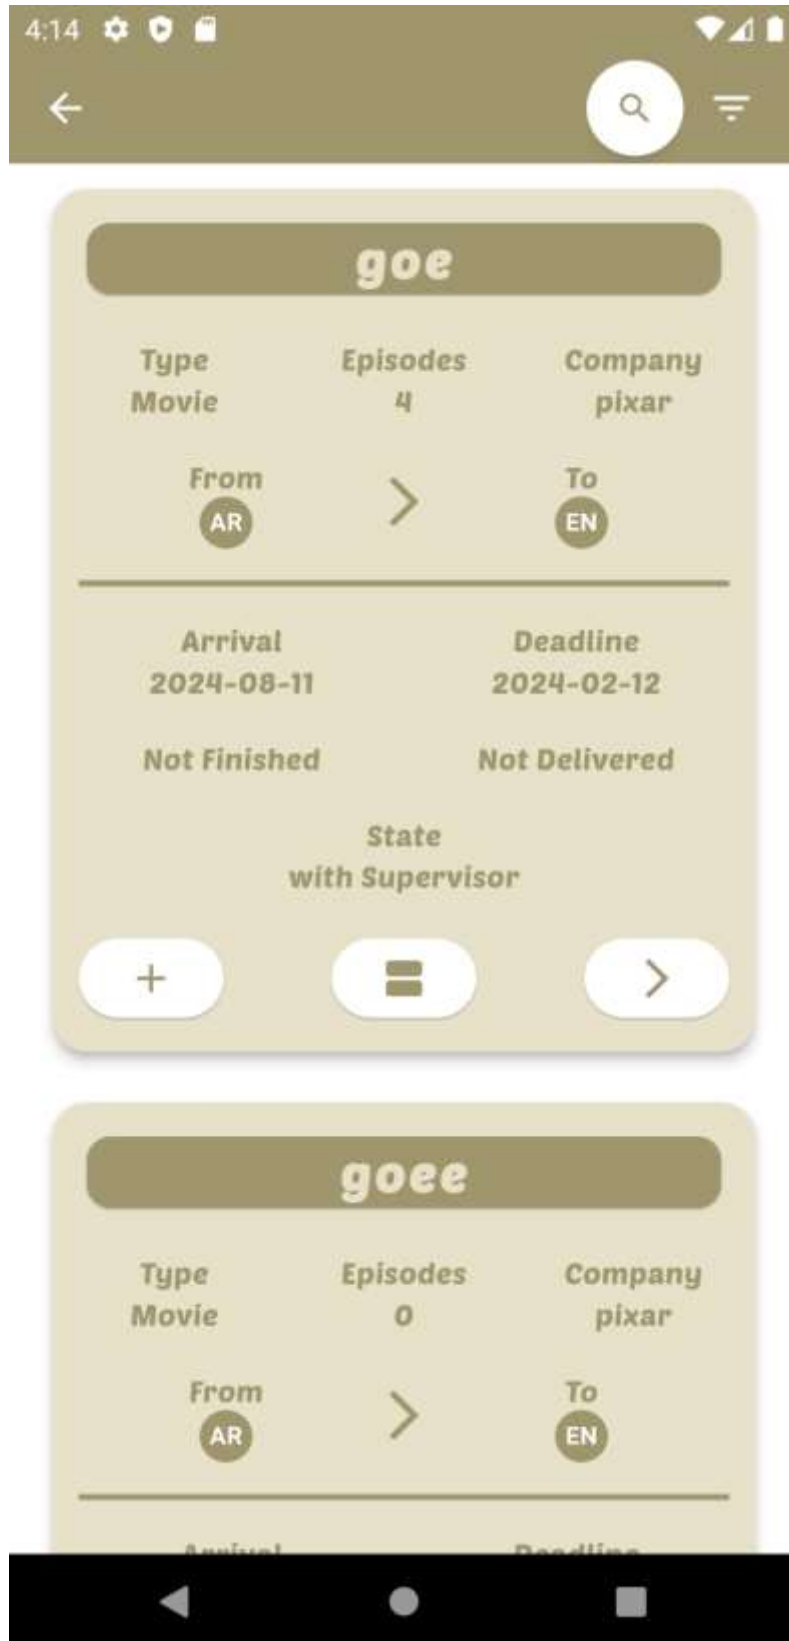 4:14
goe
Type Episodes Company
Movie 4 pixar
From To
AR EN
Arrival Deadline
2024-08-11 2024-02-12
Not Finished Not Delivered
State
with Supervisor
goee
Type Episodes Company
Movie 0 pixar
From To
AR EN
Arrival Deadline